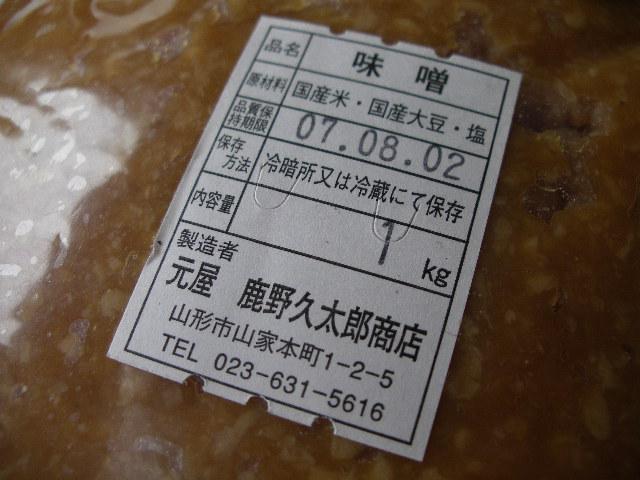 品名 味噌
原材料 国産米・国産大豆・塩
品質保持期限 07.08.02
保存方法 冷暗所又は冷蔵にて保存
内容量 1 kg
製造者
元屋 鹿野久太郎商店
山形市山家本町1-2-5
TEL 023-631-5616